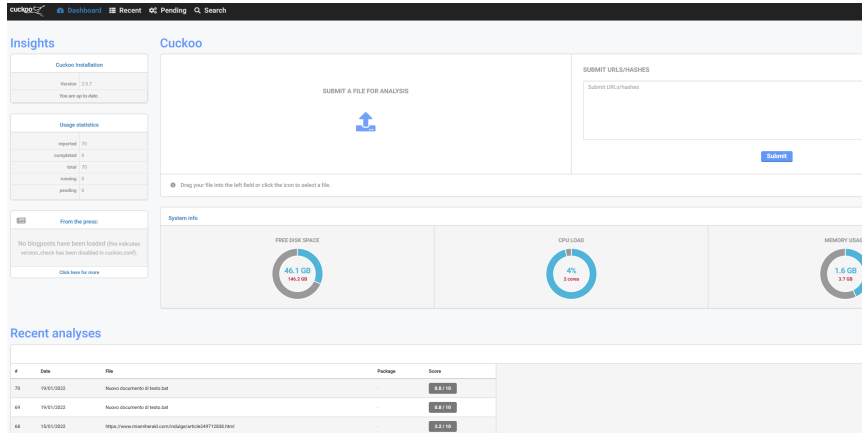 cuckoo Dashboard Recent Pending Search
Insights
Cuckoo
Cuckoo Installation
Version 2.0.7
You are up to date.
Usage statistics
reported 70
completed 0
total 70
running 0
pending 0
From the press:
No blogposts have been loaded (this indicates
version_check has been disabled in cuckoo.conf).
Click here for more
SUBMIT A FILE FOR ANALYSIS
SUBMIT URLS/HASHES
Submit URLs/hashes
Submit
Drag your file into the left field or click the icon to select a file.
System info
FREE DISK SPACE
46.1 GB
146.2 GB
CPU LOAD
4%
2 cores
MEMORY USAG
1.6 GB
3.7 GB
Recent analyses
# Date File Package Score
70 19/01/2022 Nuovo documento di testo.bat - 0.8 / 10
69 19/01/2022 Nuovo documento di testo.bat - 0.8 / 10
68 15/01/2022 - 3.2 / 10